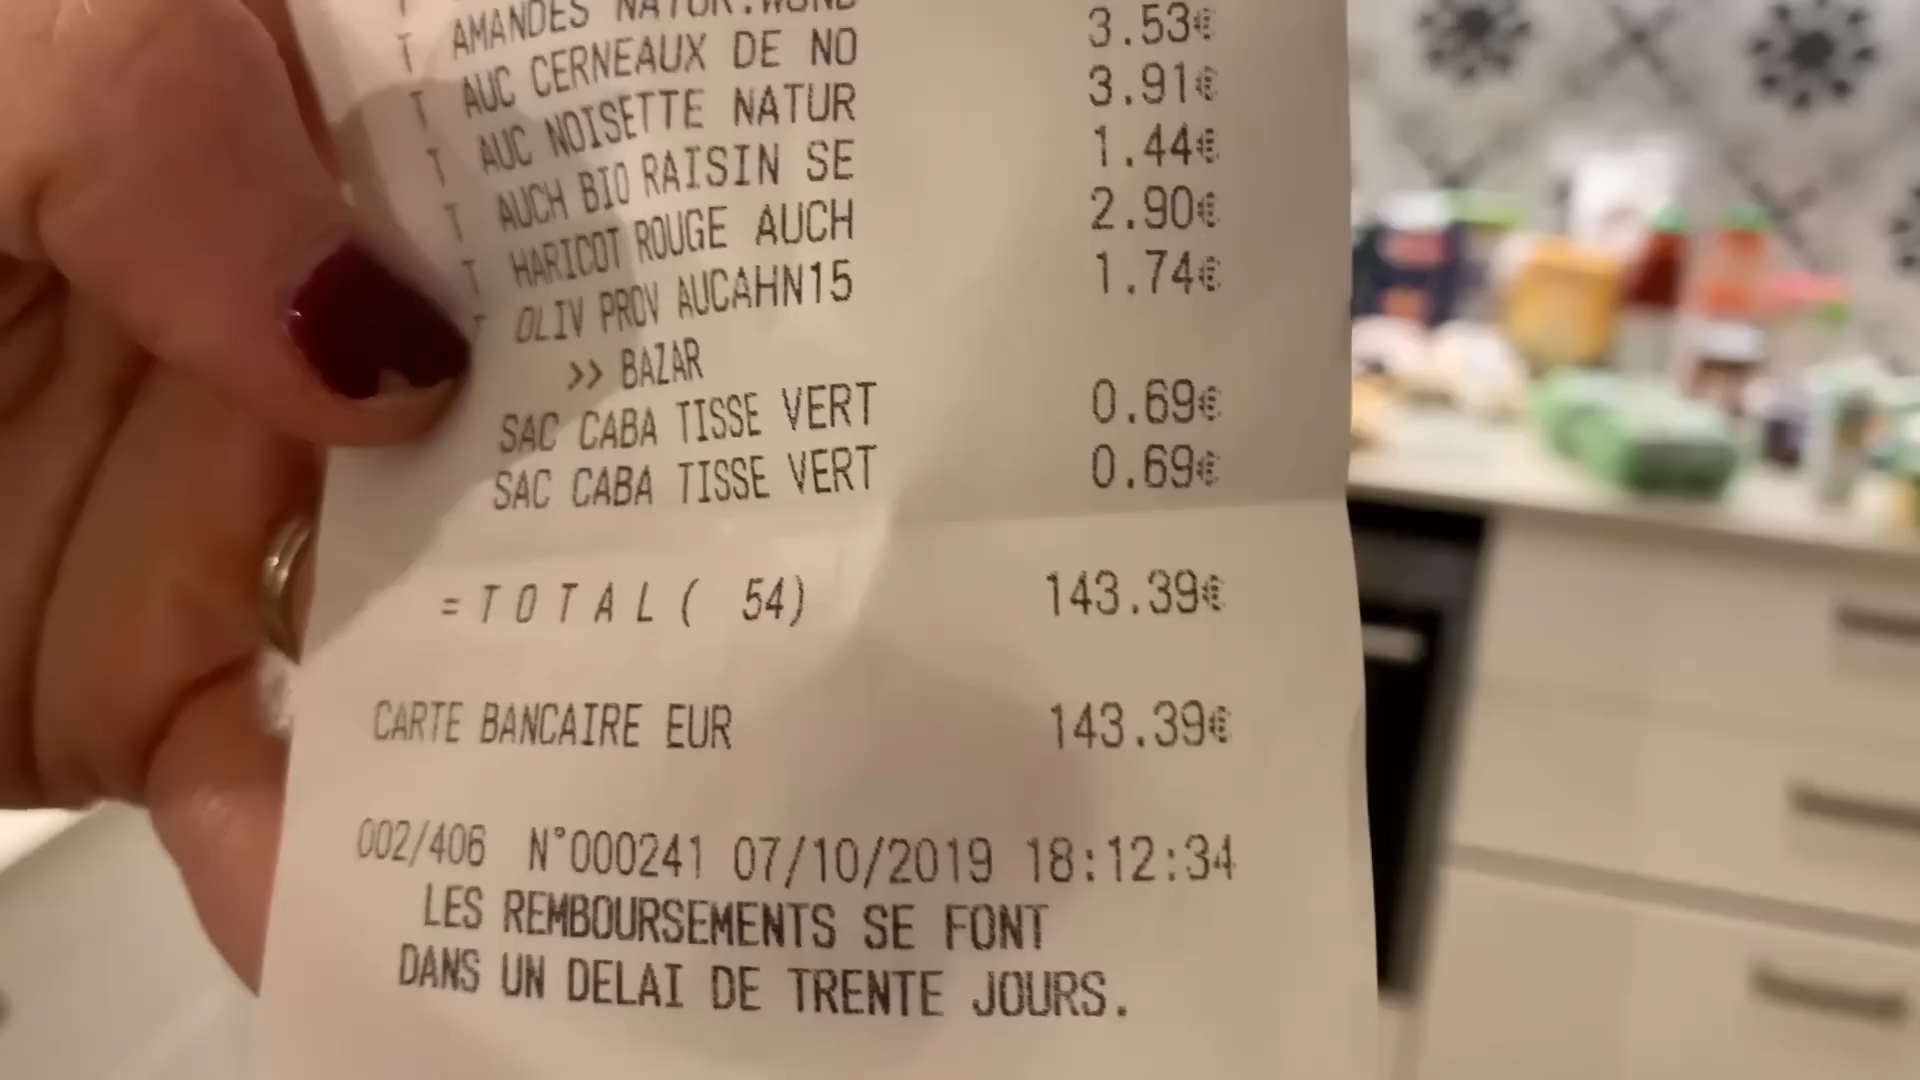 T AMANDES
T AUC CERNEAUX DE NO 3.53€
T AUC NOISETTE NATUR 3.91€
T AUCH BIO RAISIN SE 1.44€
T HARICOT ROUGE AUCH 2.90€
T OLIV PROV AUCAHN15 1.74€
>> BAZAR
SAC CABA TISSE VERT 0.69€
SAC CABA TISSE VERT 0.69€
=TOTAL( 54) 143.39€
CARTE BANCAIRE EUR 143.39€
002/406 N°000241 07/10/2019 18:12:34
LES REMBOURSEMENTS SE FONT
DANS UN DELAI DE TRENTE JOURS.